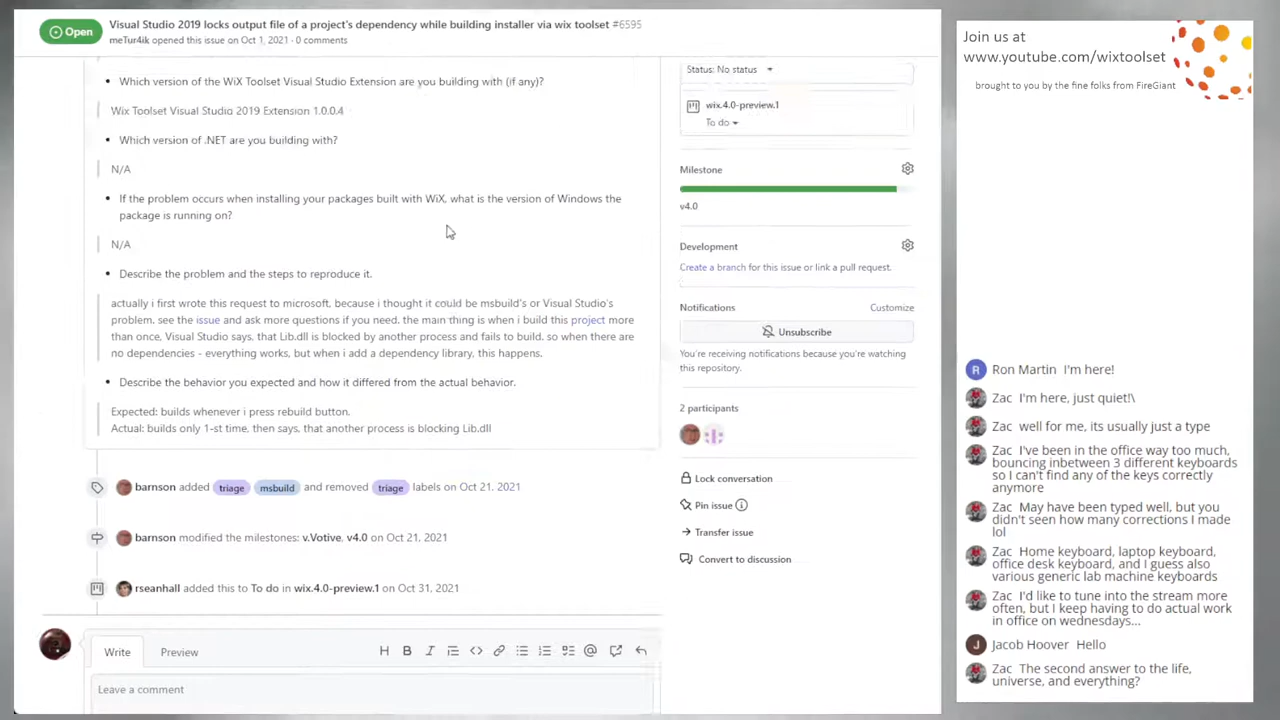 Open
Visual Studio 2019 locks output file of a project's dependency while building installer via wix toolset #6595
meTur4ik opened this issue on Oct 1, 2021 · 0 comments
• Which version of the WiX Toolset Visual Studio Extension are you building with (if any)?
Wix Toolset Visual Studio 2019 Extension 1.0.0.4
• Which version of .NET are you building with?
N/A
• If the problem occurs when installing your packages built with WiX, what is the version of Windows the
package is running on?
N/A
• Describe the problem and the steps to reproduce it.
actually i first wrote this request to microsoft, because i thought it could be msbuild's or Visual Studio's
problem, see the issue and ask more questions if you need. the main thing is when i build this project more
than once, Visual Studio says, that Lib.dll is blocked by another process and fails to build. so when there are
no dependencies - everything works, but when i add a dependency library, this happens.
• Describe the behavior you expected and how it differed from the actual behavior.
Expected: builds whenever i press rebuild button.
Actual: builds only 1-st time, then says, that another process is blocking Lib.dll
barnson added triage msbuild and removed triage labels on Oct 21, 2021
barnson modified the milestones: v.Votive, v4.0 on Oct 21, 2021
rseanhall added this to To do in wix.4.0-preview.1 on Oct 31, 2021
Write
Preview
Leave a comment
Status: No status
wix.4.0-preview.1
To do
Milestone
v4.0
Development
Create a branch for this issue or link a pull request.
Notifications
Customize
Unsubscribe
You're receiving notifications because you're watching
this repository.
2 participants
Lock conversation
Pin issue
Transfer issue
Convert to discussion
Join us at
www.youtube.com/wixtoolset
brought to you by the fine folks from FireGiant
R Ron Martin I'm here!
Zac I'm here, just quiet!\
Zac well for me, its usually just a type
Zac I've been in the office way too much,
bouncing inbetween 3 different keyboards
so I can't find any of the keys correctly
anymore
Zac May have been typed well, but you
didn't seen how many corrections I made
lol
Zac Home keyboard, laptop keyboard,
office desk keyboard, and I guess also
various generic lab machine keyboards
Zac I'd like to tune into the stream more
often, but I keep having to do actual work
in office on wednesdays...
J Jacob Hoover Hello
Zac The second answer to the life,
universe, and everything?